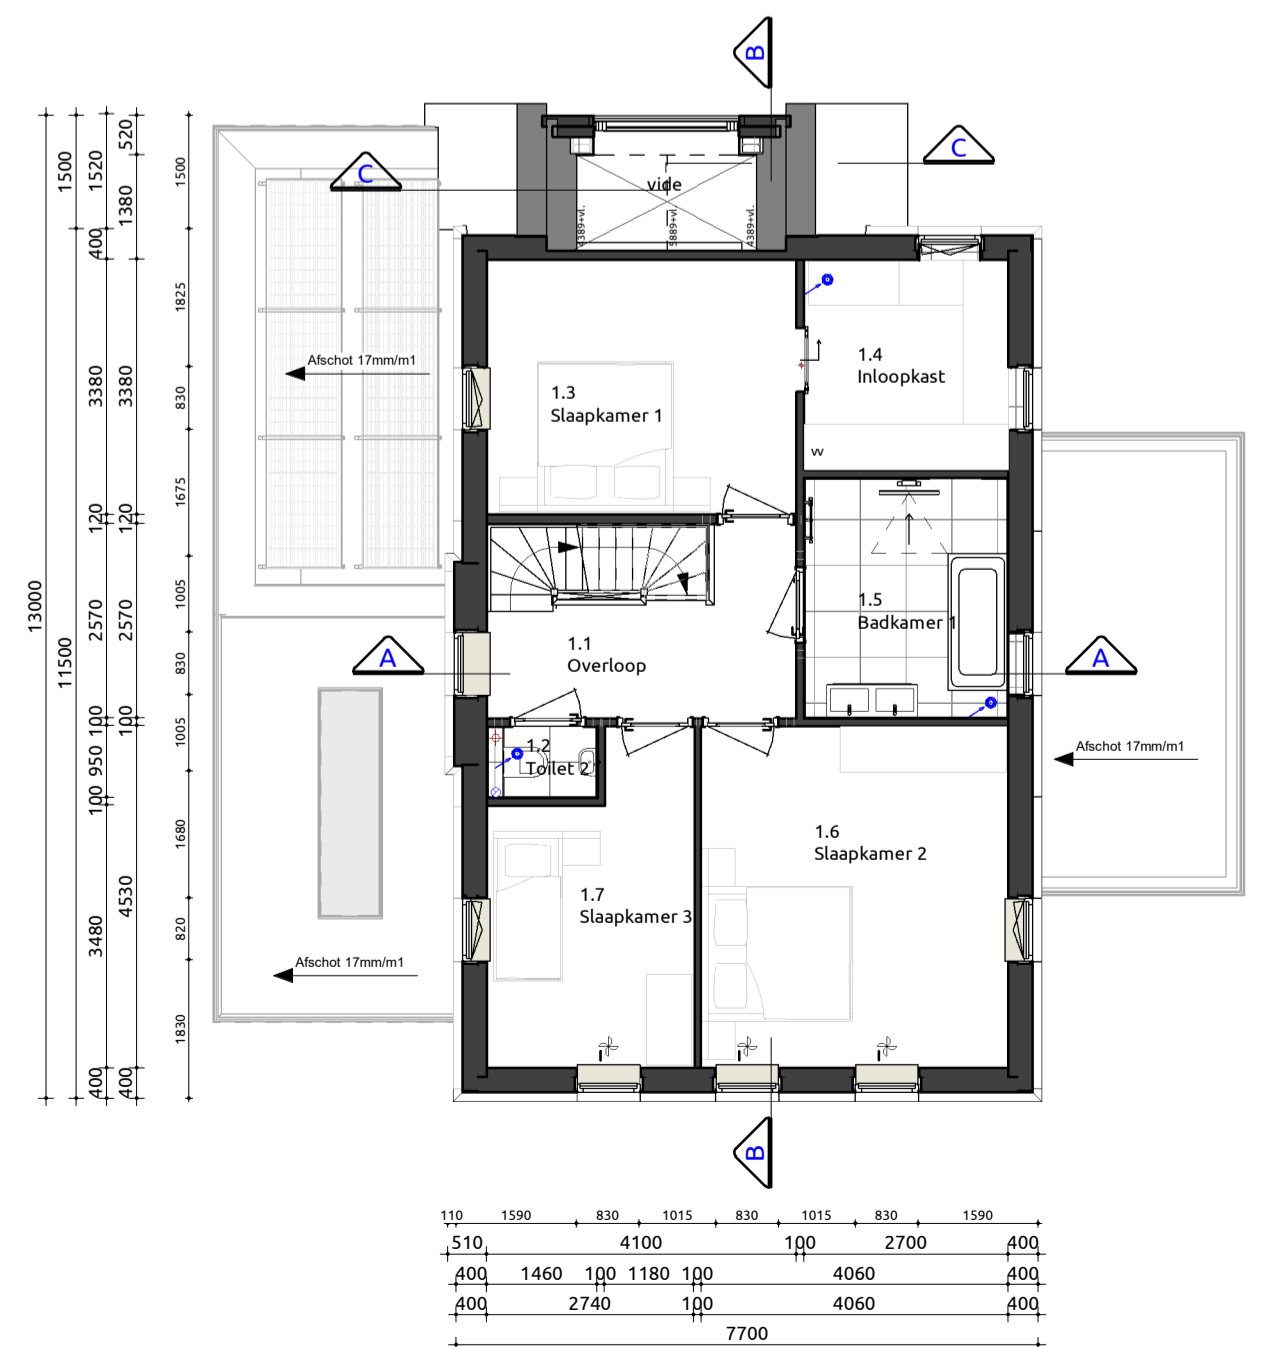 B
C
C
vide
4389+vl.
5889+vl.
4389+vl.
Afschot 17mm/m1
1.4
Inloopkast
1.3
Slaapkamer 1
vv
1.5
Badkamer 1
1.1
Overloop
A
A
1.2
Toilet 2
Afschot 17mm/m1
1.6
Slaapkamer 2
1.7
Slaapkamer 3
Afschot 17mm/m1
B
13000
1500
11500
1520
400
3380
120
2570
100
950
100
3480
400
520
1380
3380
120
2570
100
4530
400
1500
1825
830
1675
1005
830
1005
1680
820
1830
110 1590 830 1015 830 1015 830 1590
510 4100 100 2700 400
400 1460 100 1180 100 4060 400
400 2740 100 4060 400
7700